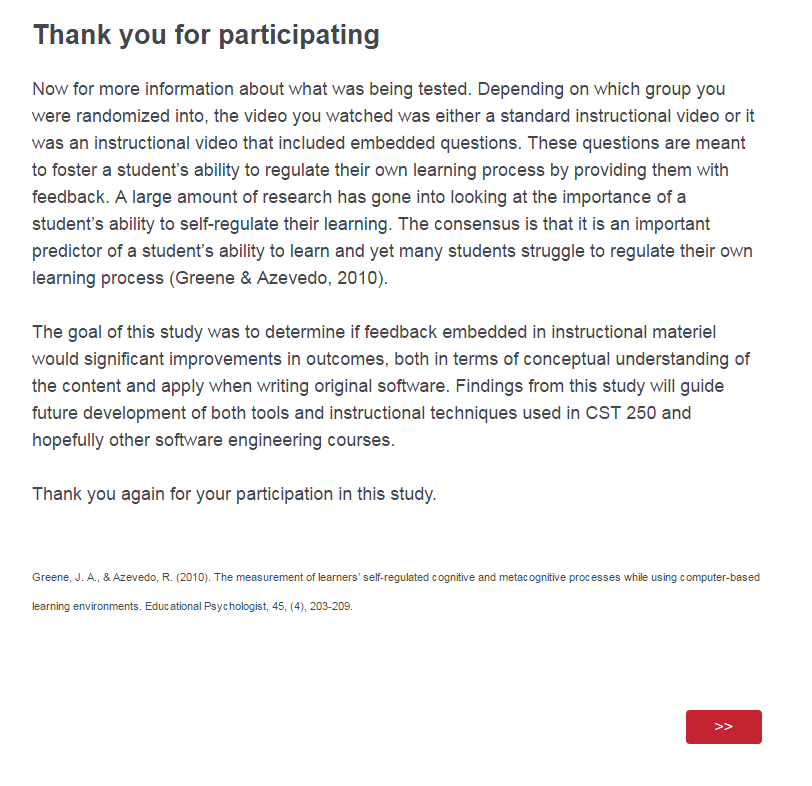 Thank you for participating
Now for more information about what was being tested. Depending on which group you
were randomized into, the video you watched was either a standard instructional video or it
was an instructional video that included embedded questions. These questions are meant
to foster a student’s ability to regulate their own learning process by providing them with
feedback. A large amount of research has gone into looking at the importance of a
student’s ability to self-regulate their learning. The consensus is that it is an important
predictor of a student’s ability to learn and yet many students struggle to regulate their own
learning process (Greene & Azevedo, 2010).
The goal of this study was to determine if feedback embedded in instructional materiel
would significant improvements in outcomes, both in terms of conceptual understanding of
the content and apply when writing original software. Findings from this study will guide
future development of both tools and instructional techniques used in CST 250 and
hopefully other software engineering courses.
Thank you again for your participation in this study.
Greene, J. A., & Azevedo, R. (2010). The measurement of learners’ self-regulated cognitive and metacognitive processes while using computer-based
learning environments. Educational Psychologist, 45, (4), 203-209.
>>